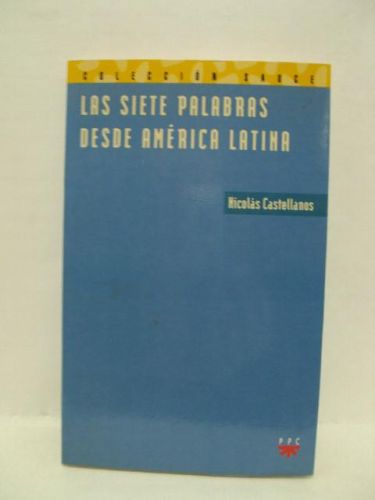 COLECCIÓN SAUCE
LAS SIETE PALABRAS
DESDE AMÉRICA LATINA
Nicolás Castellanos
PPC